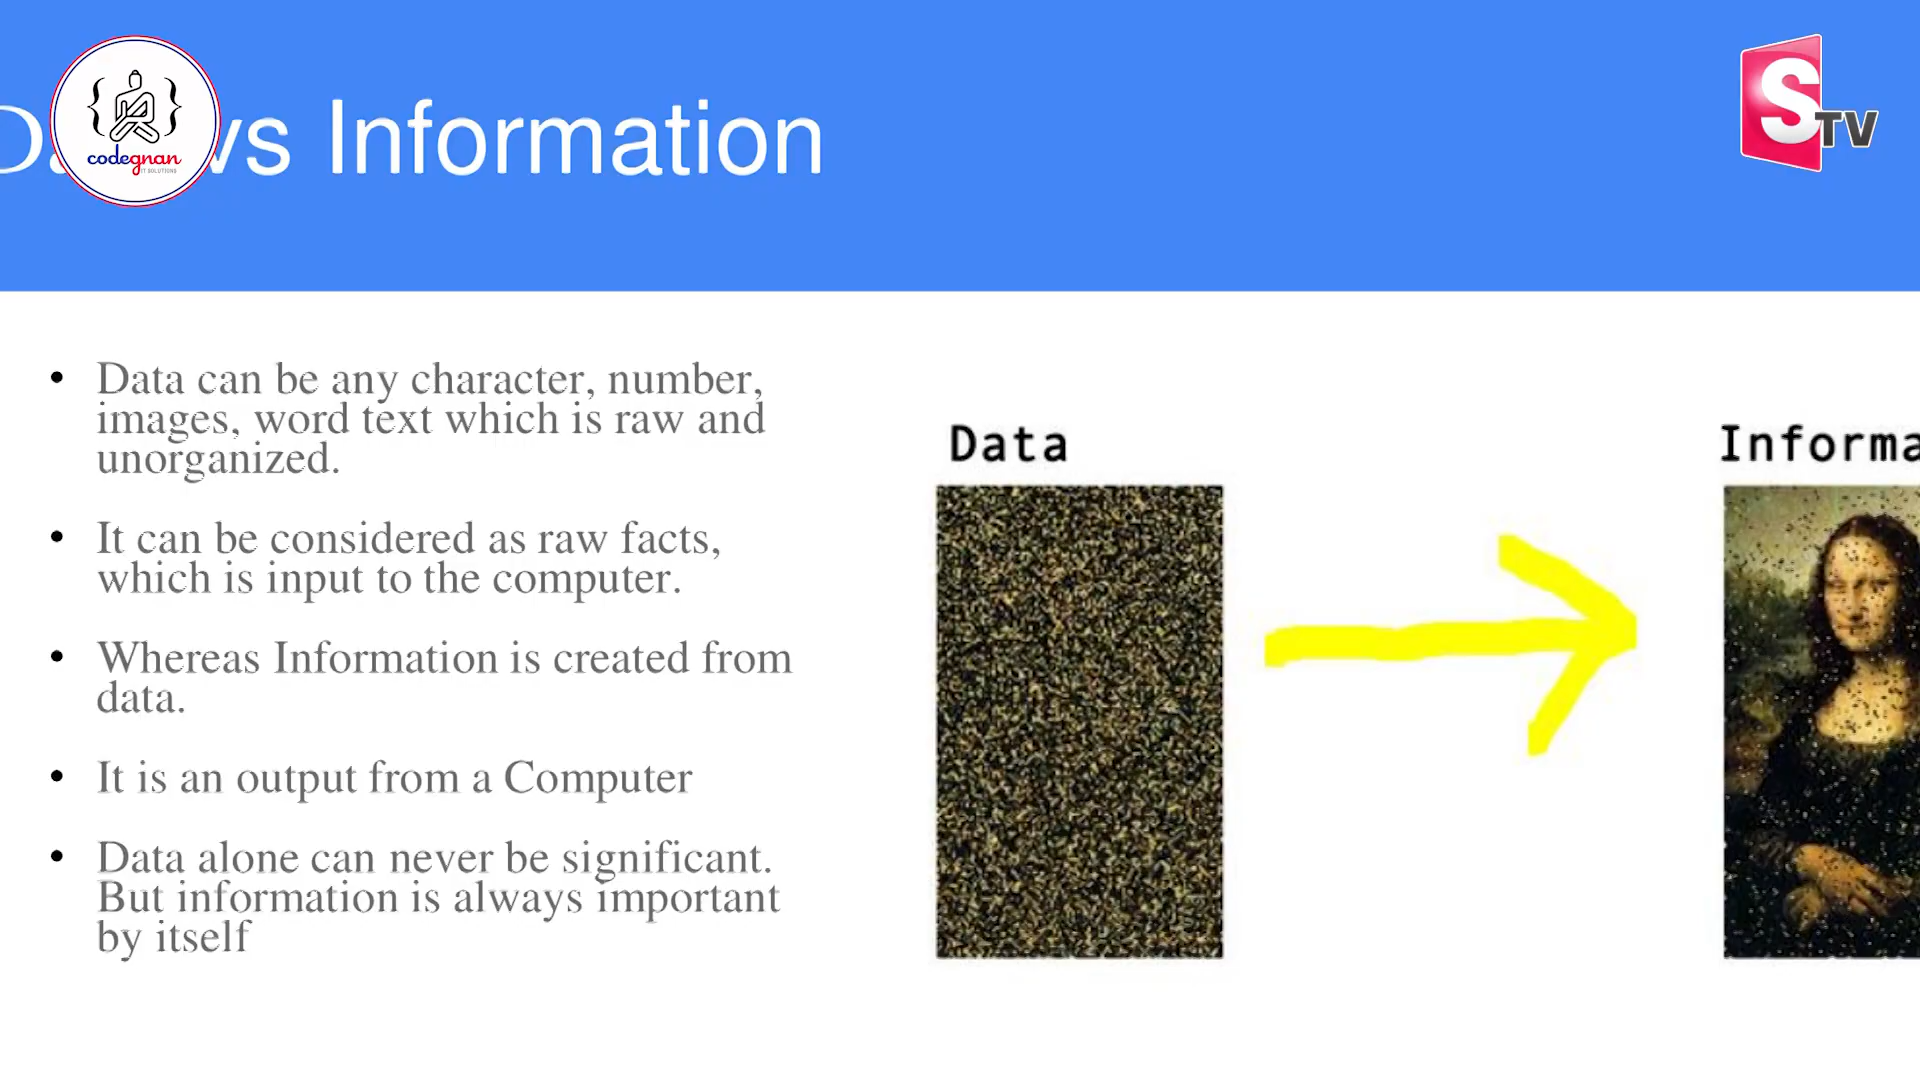 vs Information
codegnan
IT SOLUTIONS
S
TV
• Data can be any character, number,
images, word text which is raw and
unorganized.
• It can be considered as raw facts,
which is input to the computer.
• Whereas Information is created from
data.
• It is an output from a Computer
• Data alone can never be significant.
But information is always important
by itself
Data
Informa